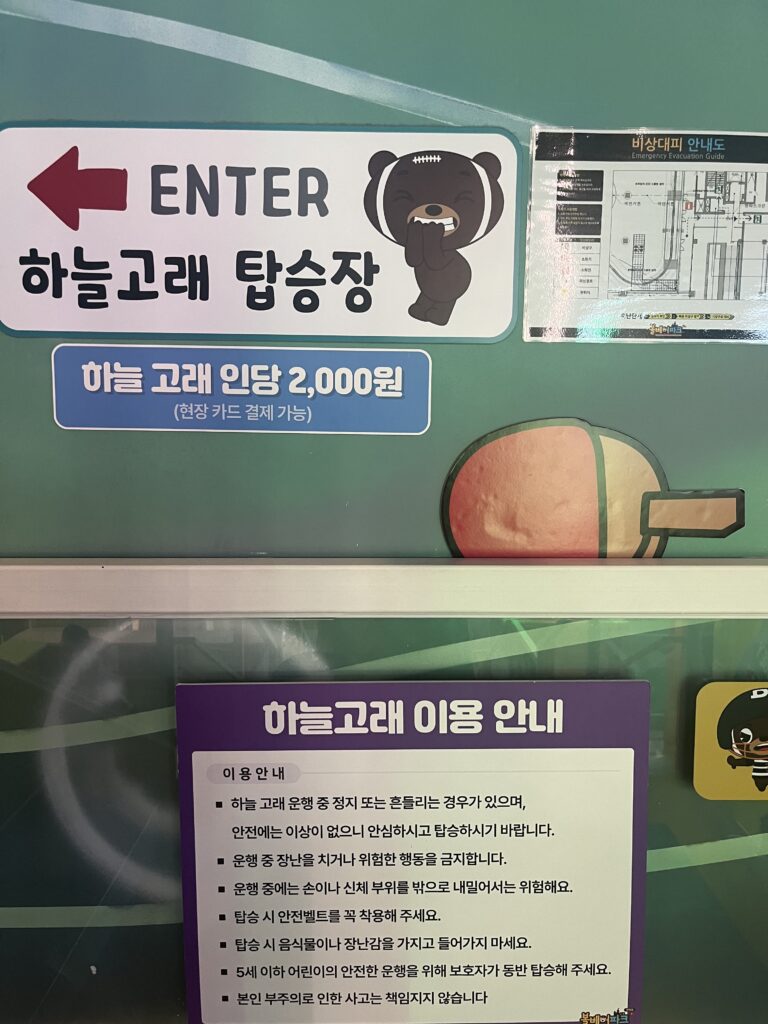 ENTER
하늘고래 탑승장
비상대피 안내도
Emergency Evacuation Guide
하늘 고래 인당 2,000원
(현장 카드 결제 가능)
하늘고래 이용 안내
이용안내
▪ 하늘 고래 운행 중 정지 또는 흔들리는 경우가 있으며,
안전에는 이상이 없으니 안심하시고 탑승하시기 바랍니다.
▪ 운행 중 장난을 치거나 위험한 행동을 금지합니다.
▪ 운행 중에는 손이나 신체 부위를 밖으로 내밀어서는 위험해요.
▪ 탑승 시 안전벨트를 꼭 착용해 주세요.
▪ 탑승 시 음식물이나 장난감을 가지고 들어가지 마세요.
▪ 5세 이하 어린이의 안전한 운행을 위해 보호자가 동반 탑승해 주세요.
▪ 본인 부주의로 인한 사고는 책임지지 않습니다
볼베어파크